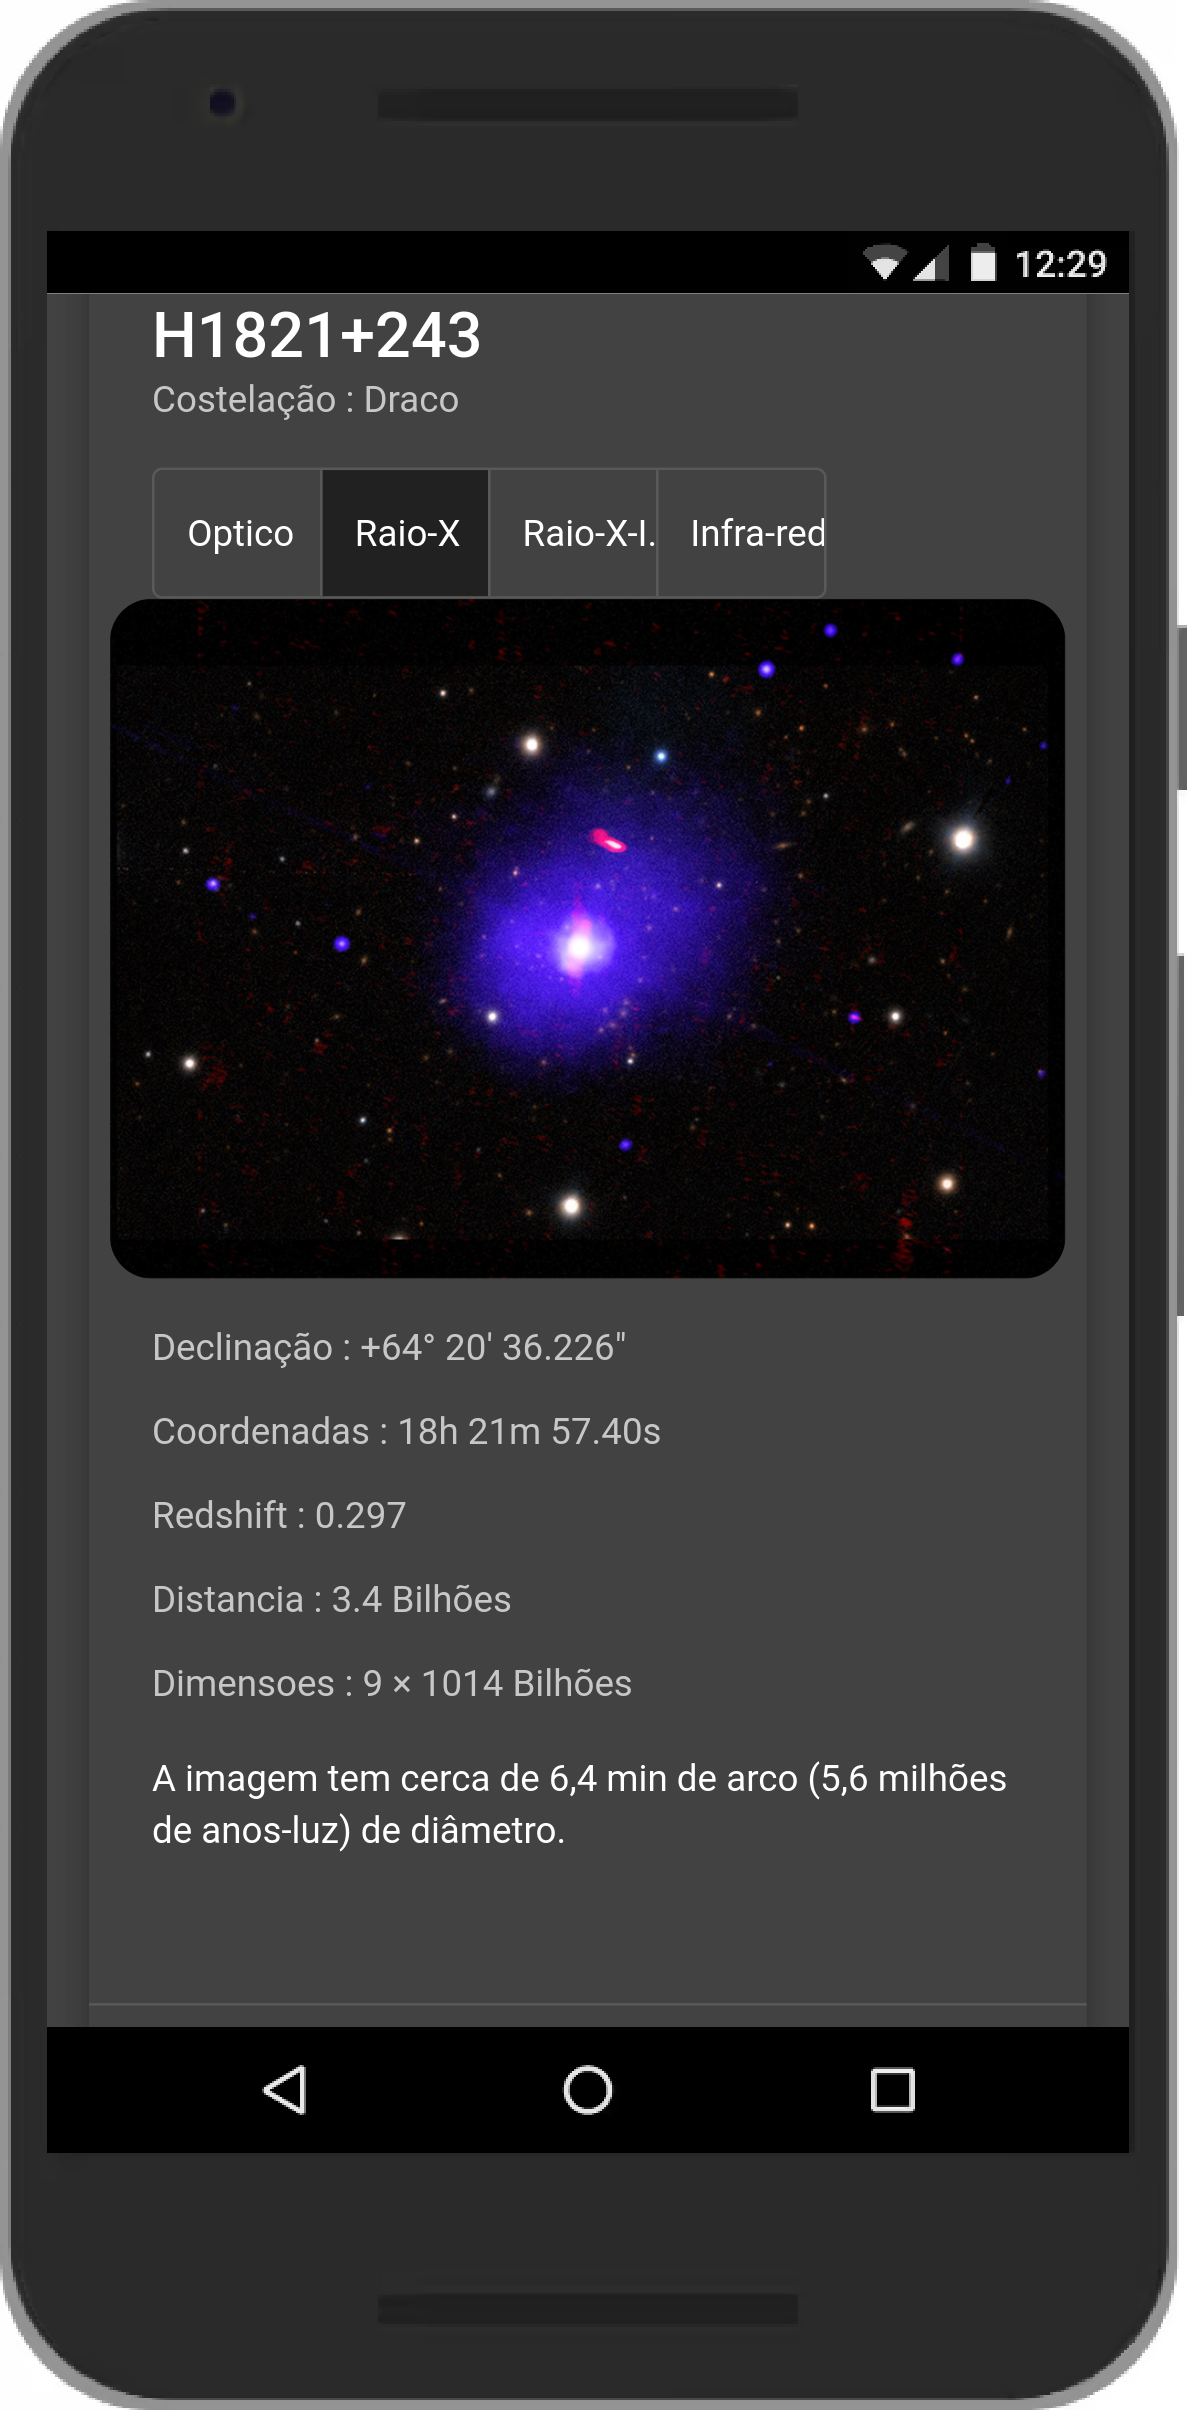 12:29
H1821+243
Costelação : Draco
Optico
Raio-X
Raio-X-I.
Infra-red
Declinação : +64° 20' 36.226"
Coordenadas : 18h 21m 57.40s
Redshift : 0.297
Distancia : 3.4 Bilhões
Dimensoes : 9 × 1014 Bilhões
A imagem tem cerca de 6,4 min de arco (5,6 milhões
de anos-luz) de diâmetro.